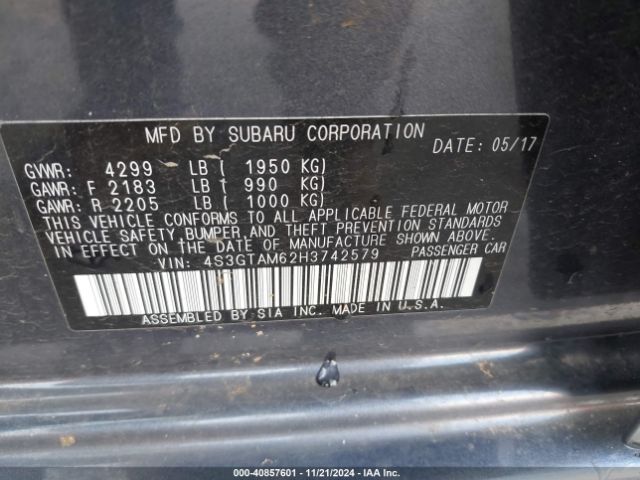 MFD BY SUBARU CORPORATION
DATE: 05/17
GVWR: 4299 LB ( 1950 KG)
GAWR: F 2183 LB ( 990 KG)
GAWR: R 2205 LB ( 1000 KG)
THIS VEHICLE CONFORMS TO ALL APPLICABLE FEDERAL MOTOR
VEHICLE SAFETY, BUMPER AND THEFT PREVENTION STANDARDS
IN EFFECT ON THE DATE OF MANUFACTURE SHOWN ABOVE.
VIN: 4S3GTAM62H3742579 PASSENGER CAR
ASSEMBLED BY SIA INC. MADE IN U.S.A.
000-40857601 - 11/21/2024 - IAA Inc.